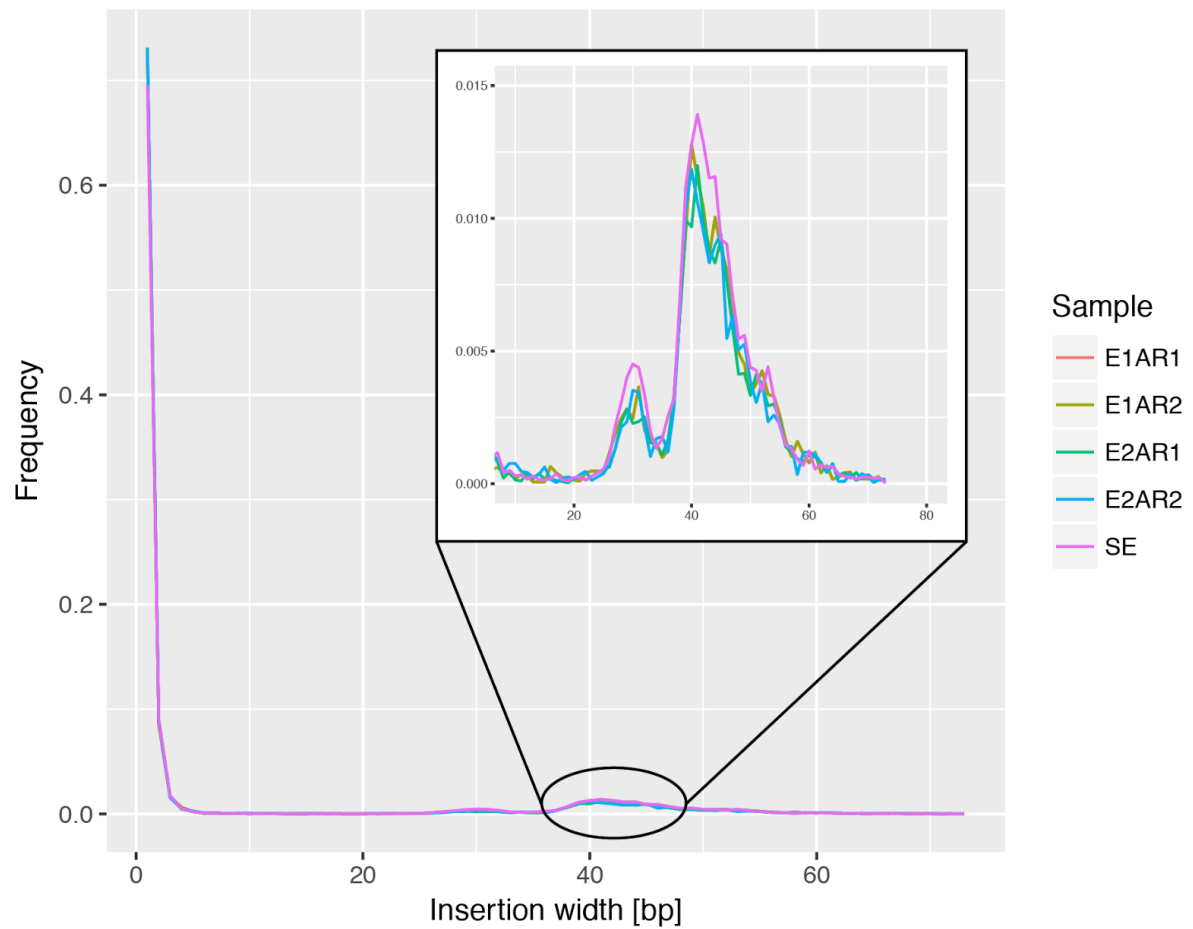 0.015
0.010
0.005
0.000
20 40 60 80
0.6
0.4
0.2
0.0
0 20 40 60
Frequency
Insertion width [bp]
Sample
E1AR1
E1AR2
E2AR1
E2AR2
SE